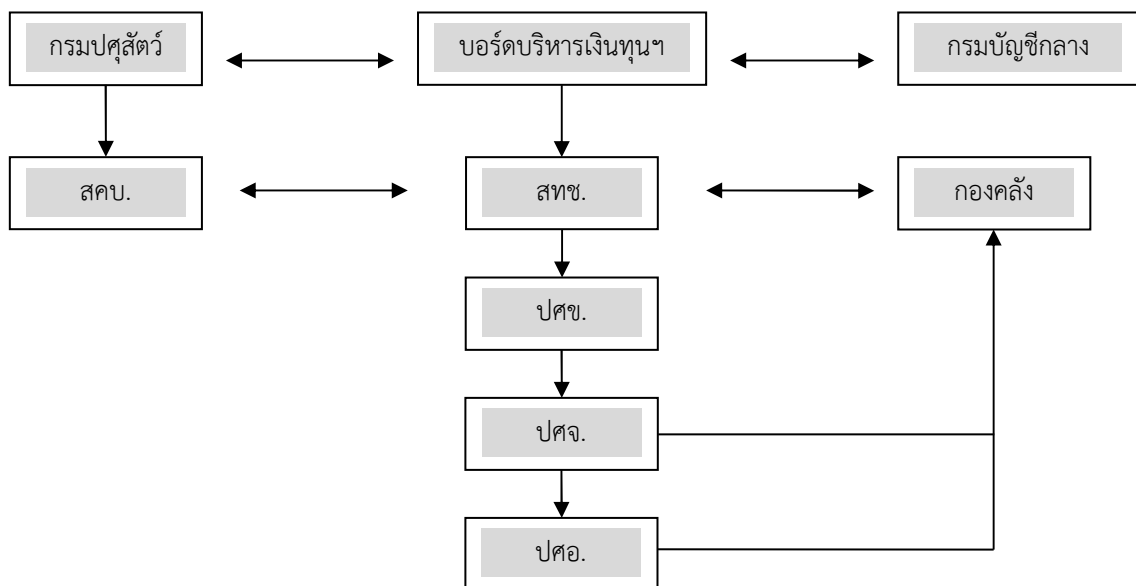 กรมปศุสัตว์
บอร์ดบริหารเงินทุนฯ
กรมบัญชีกลาง
สคบ.
สทช.
กองคลัง
ปศข.
ปศจ.
ปศอ.